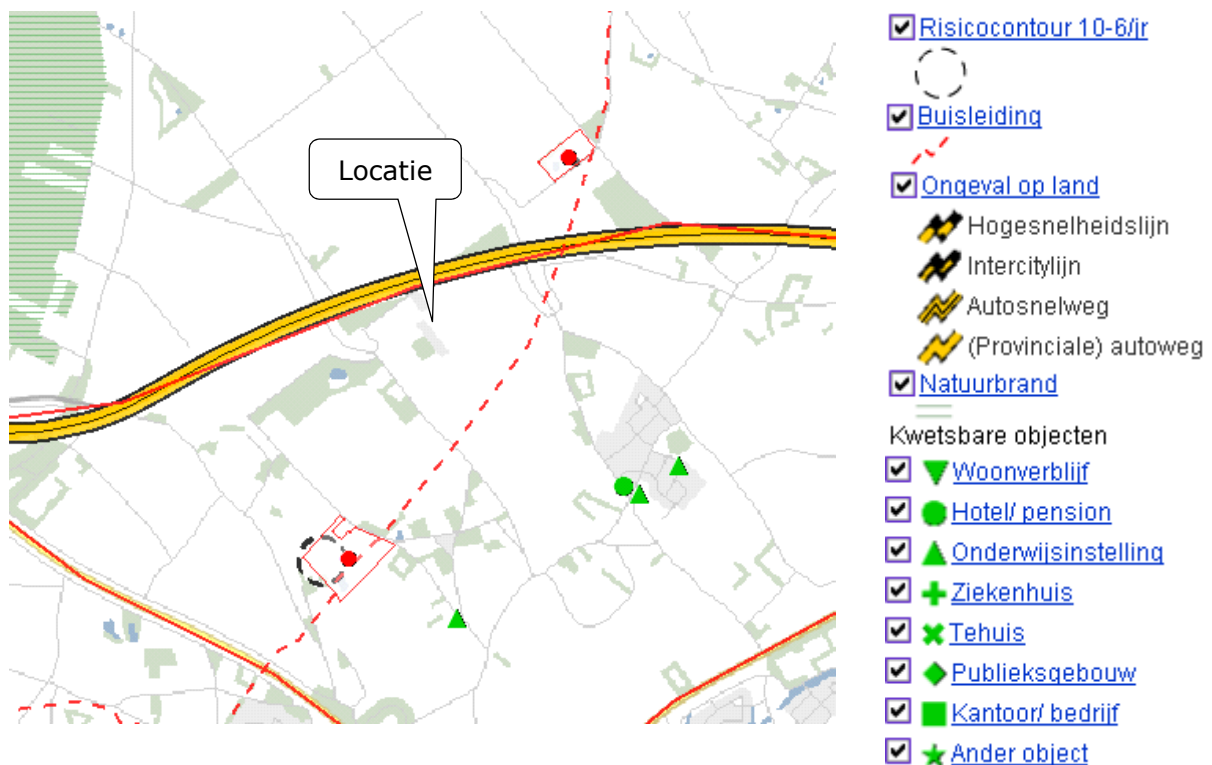 Locatie
Risicocontour 10-6/jr
Buisleiding
Ongeval op land
Hogesnelheidslijn
Intercitylijn
Autosnelweg
(Provinciale) autoweg
Natuurbrand
Kwetsbare objecten
Woonverblijf
Hotel/ pension
Onderwijsinstelling
Ziekenhuis
Tehuis
Publieksgebouw
Kantoor/ bedrijf
Ander object